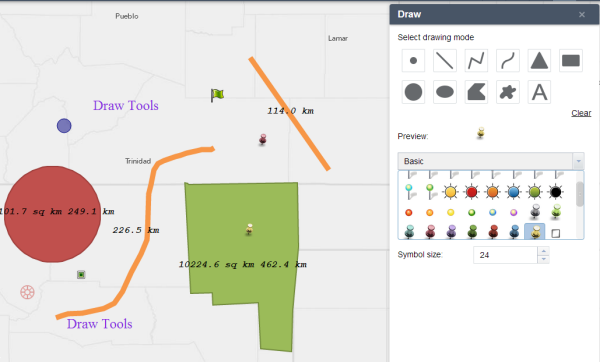 Pueblo
Lamar
Draw Tools
114.0 km
Trinidad
01.7 sq km 249.1 km
226.5 km
10224.6 sq km 462.4 km
Draw Tools
Draw
Select drawing mode
A
Clear
Preview:
Basic
Symbol size:
24